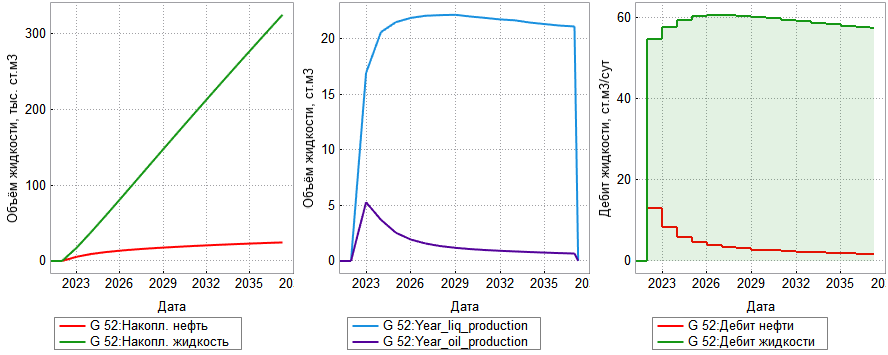 Объём жидкости, тыс. ст.м3
300
200
100
0
2023
2026
2029
2032
2035
20
Дата
G 52:Накопл. нефть
G 52:Накопл. жидкость
Объём жидкости, ст.м3
20
15
10
5
0
2023
2026
2029
2032
2035
20
Дата
G 52:Year_liq_production
G 52:Year_oil_production
Дебит жидкости, ст.м3/сут
60
40
20
0
2023
2026
2029
2032
2035
20
Дата
G 52:Дебит нефти
G 52:Дебит жидкости